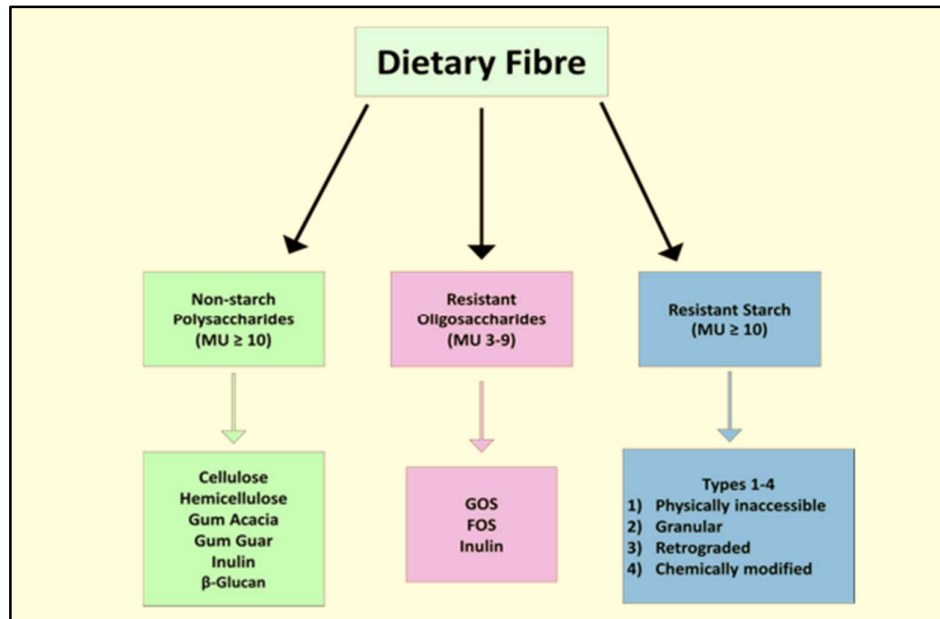 Dietary Fibre
Non-starch
Polysaccharides
(MU ≥ 10)
Resistant
Oligosaccharides
(MU 3-9)
Resistant Starch
(MU ≥ 10)
Cellulose
Hemicellulose
Gum Acacia
Gum Guar
Inulin
β-Glucan
GOS
FOS
Inulin
Types 1-4
1) Physically inaccessible
2) Granular
3) Retrograded
4) Chemically modified